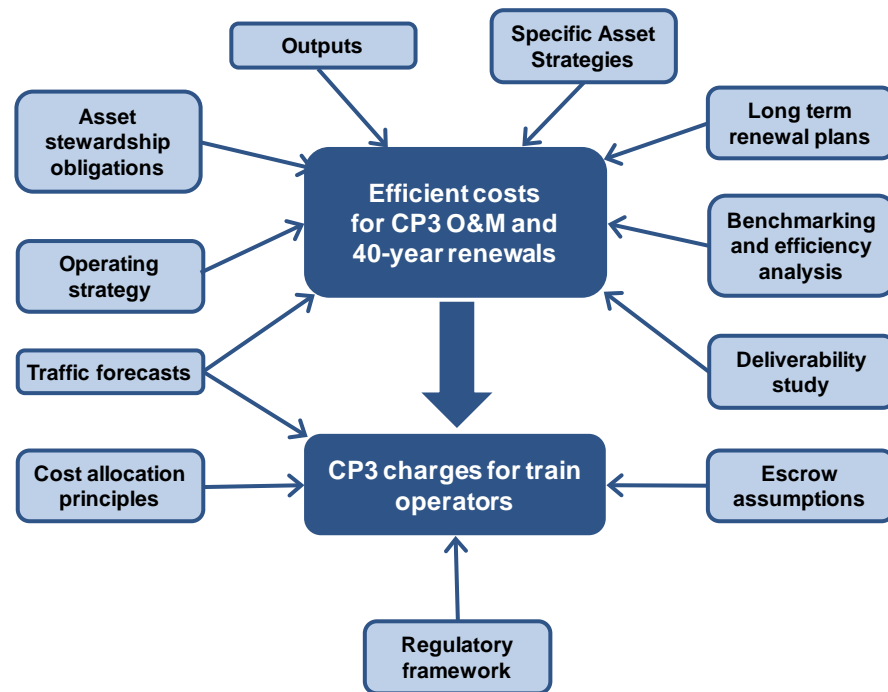 Outputs
Specific Asset
Strategies
Asset
stewardship
obligations
Long term
renewal plans
Efficient costs
for CP3 O&M and
40-year renewals
Benchmarking
and efficiency
analysis
Operating
strategy
Traffic forecasts
Deliverability
study
Cost allocation
principles
CP3 charges for train
operators
Escrow
assumptions
Regulatory
framework